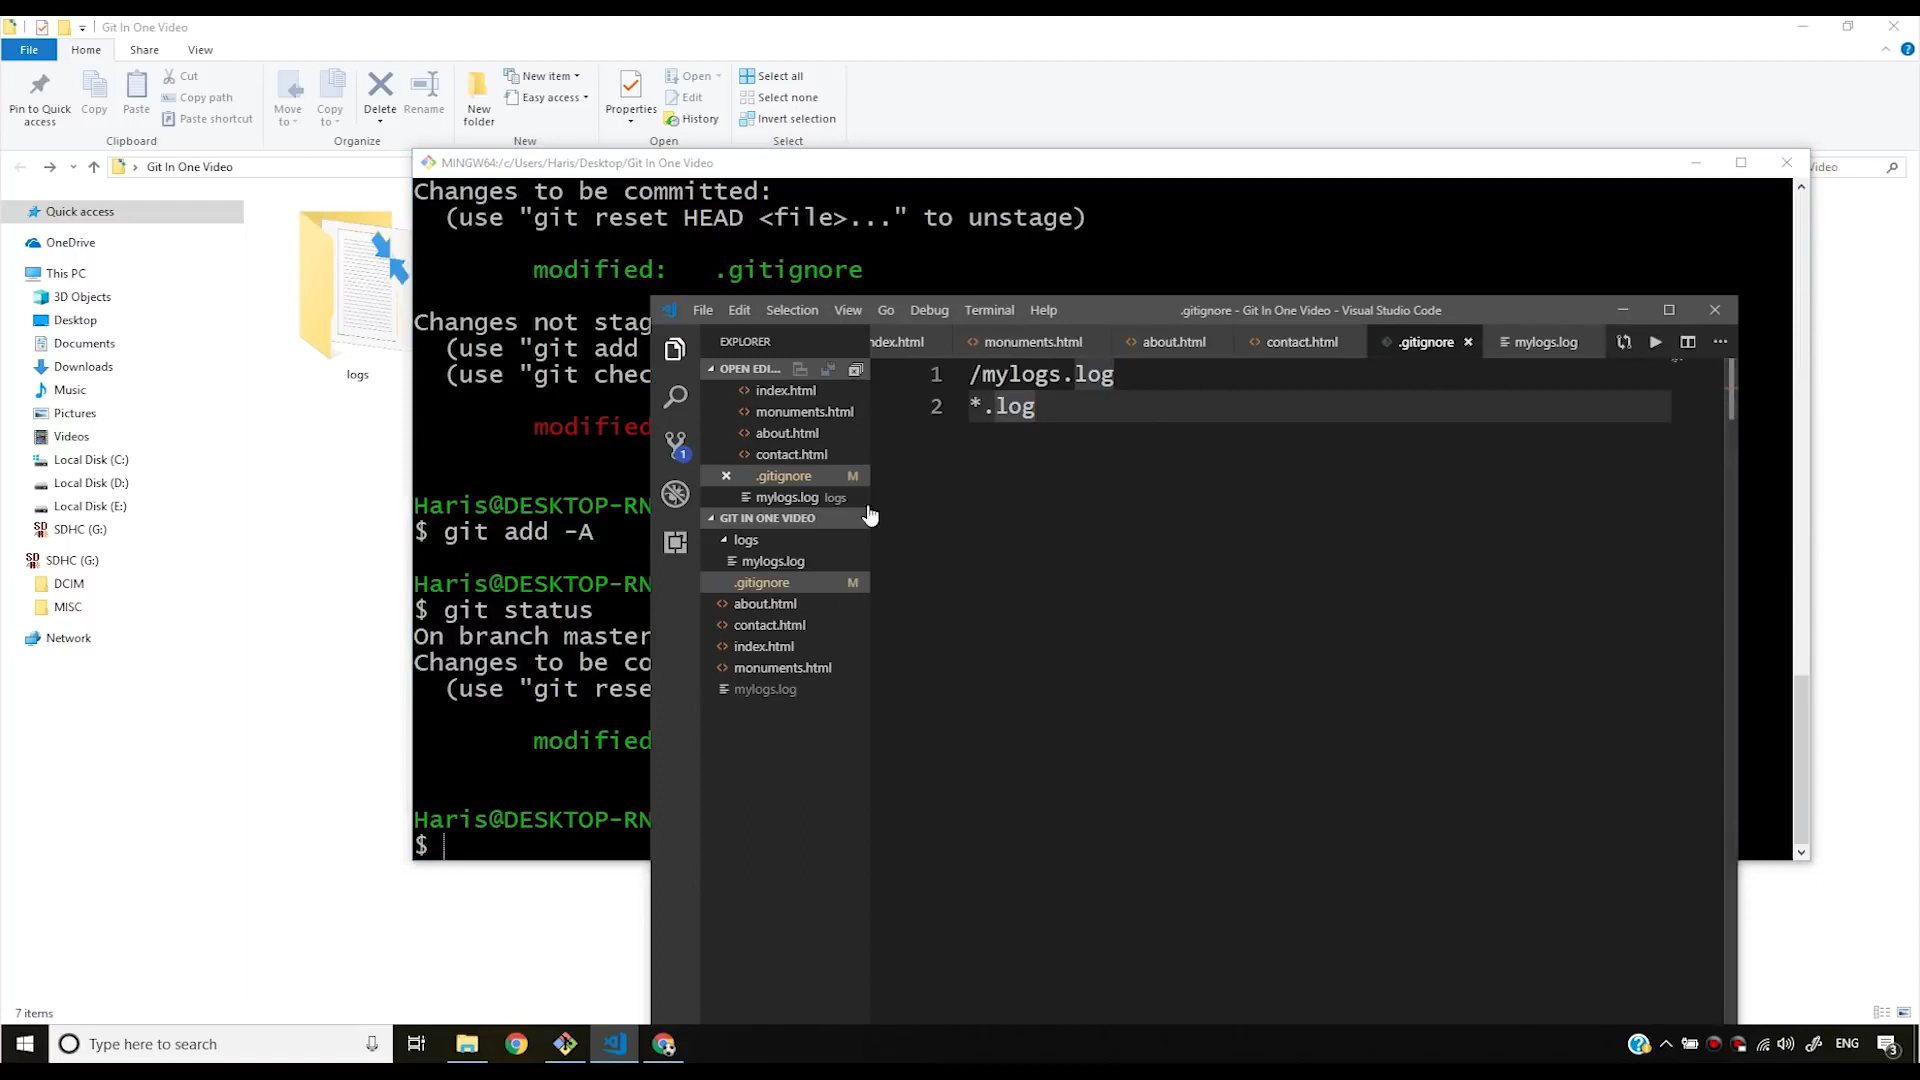 Git In One Video
File
Home
Share
View
Pin to Quick access
Copy
Paste
Cut
Copy path
Paste shortcut
Clipboard
Move to
Copy to
Delete
Rename
Organize
New folder
New item
Easy access
New
Properties
Open
Edit
History
Open
Select all
Select none
Invert selection
Select
Git In One Video
Video
Quick access
OneDrive
This PC
3D Objects
Desktop
Documents
Downloads
Music
Pictures
Videos
Local Disk (C:)
Local Disk (D:)
Local Disk (E:)
SDHC (G:)
SDHC (G:)
DCIM
MISC
Network
logs
7 items
MINGW64:/c/Users/Haris/Desktop/Git In One Video
Changes to be committed:
(use "git reset HEAD <file>..." to unstage)
modified: .gitignore
Changes not stag
(use "git add
(use "git chec
modified
Haris@DESKTOP-RN
$ git add -A
Haris@DESKTOP-RN
$ git status
On branch master
Changes to be co
(use "git rese
modified
Haris@DESKTOP-RN
$
File Edit Selection View Go Debug Terminal Help
.gitignore - Git In One Video - Visual Studio Code
EXPLORER
ndex.html
monuments.html
about.html
contact.html
.gitignore
mylogs.log
OPEN EDI...
index.html
monuments.html
about.html
contact.html
.gitignore M
mylogs.log logs
GIT IN ONE VIDEO
logs
mylogs.log
.gitignore M
about.html
contact.html
index.html
monuments.html
mylogs.log
1
1 /mylogs.log
2 *.log
Type here to search
ENG
3